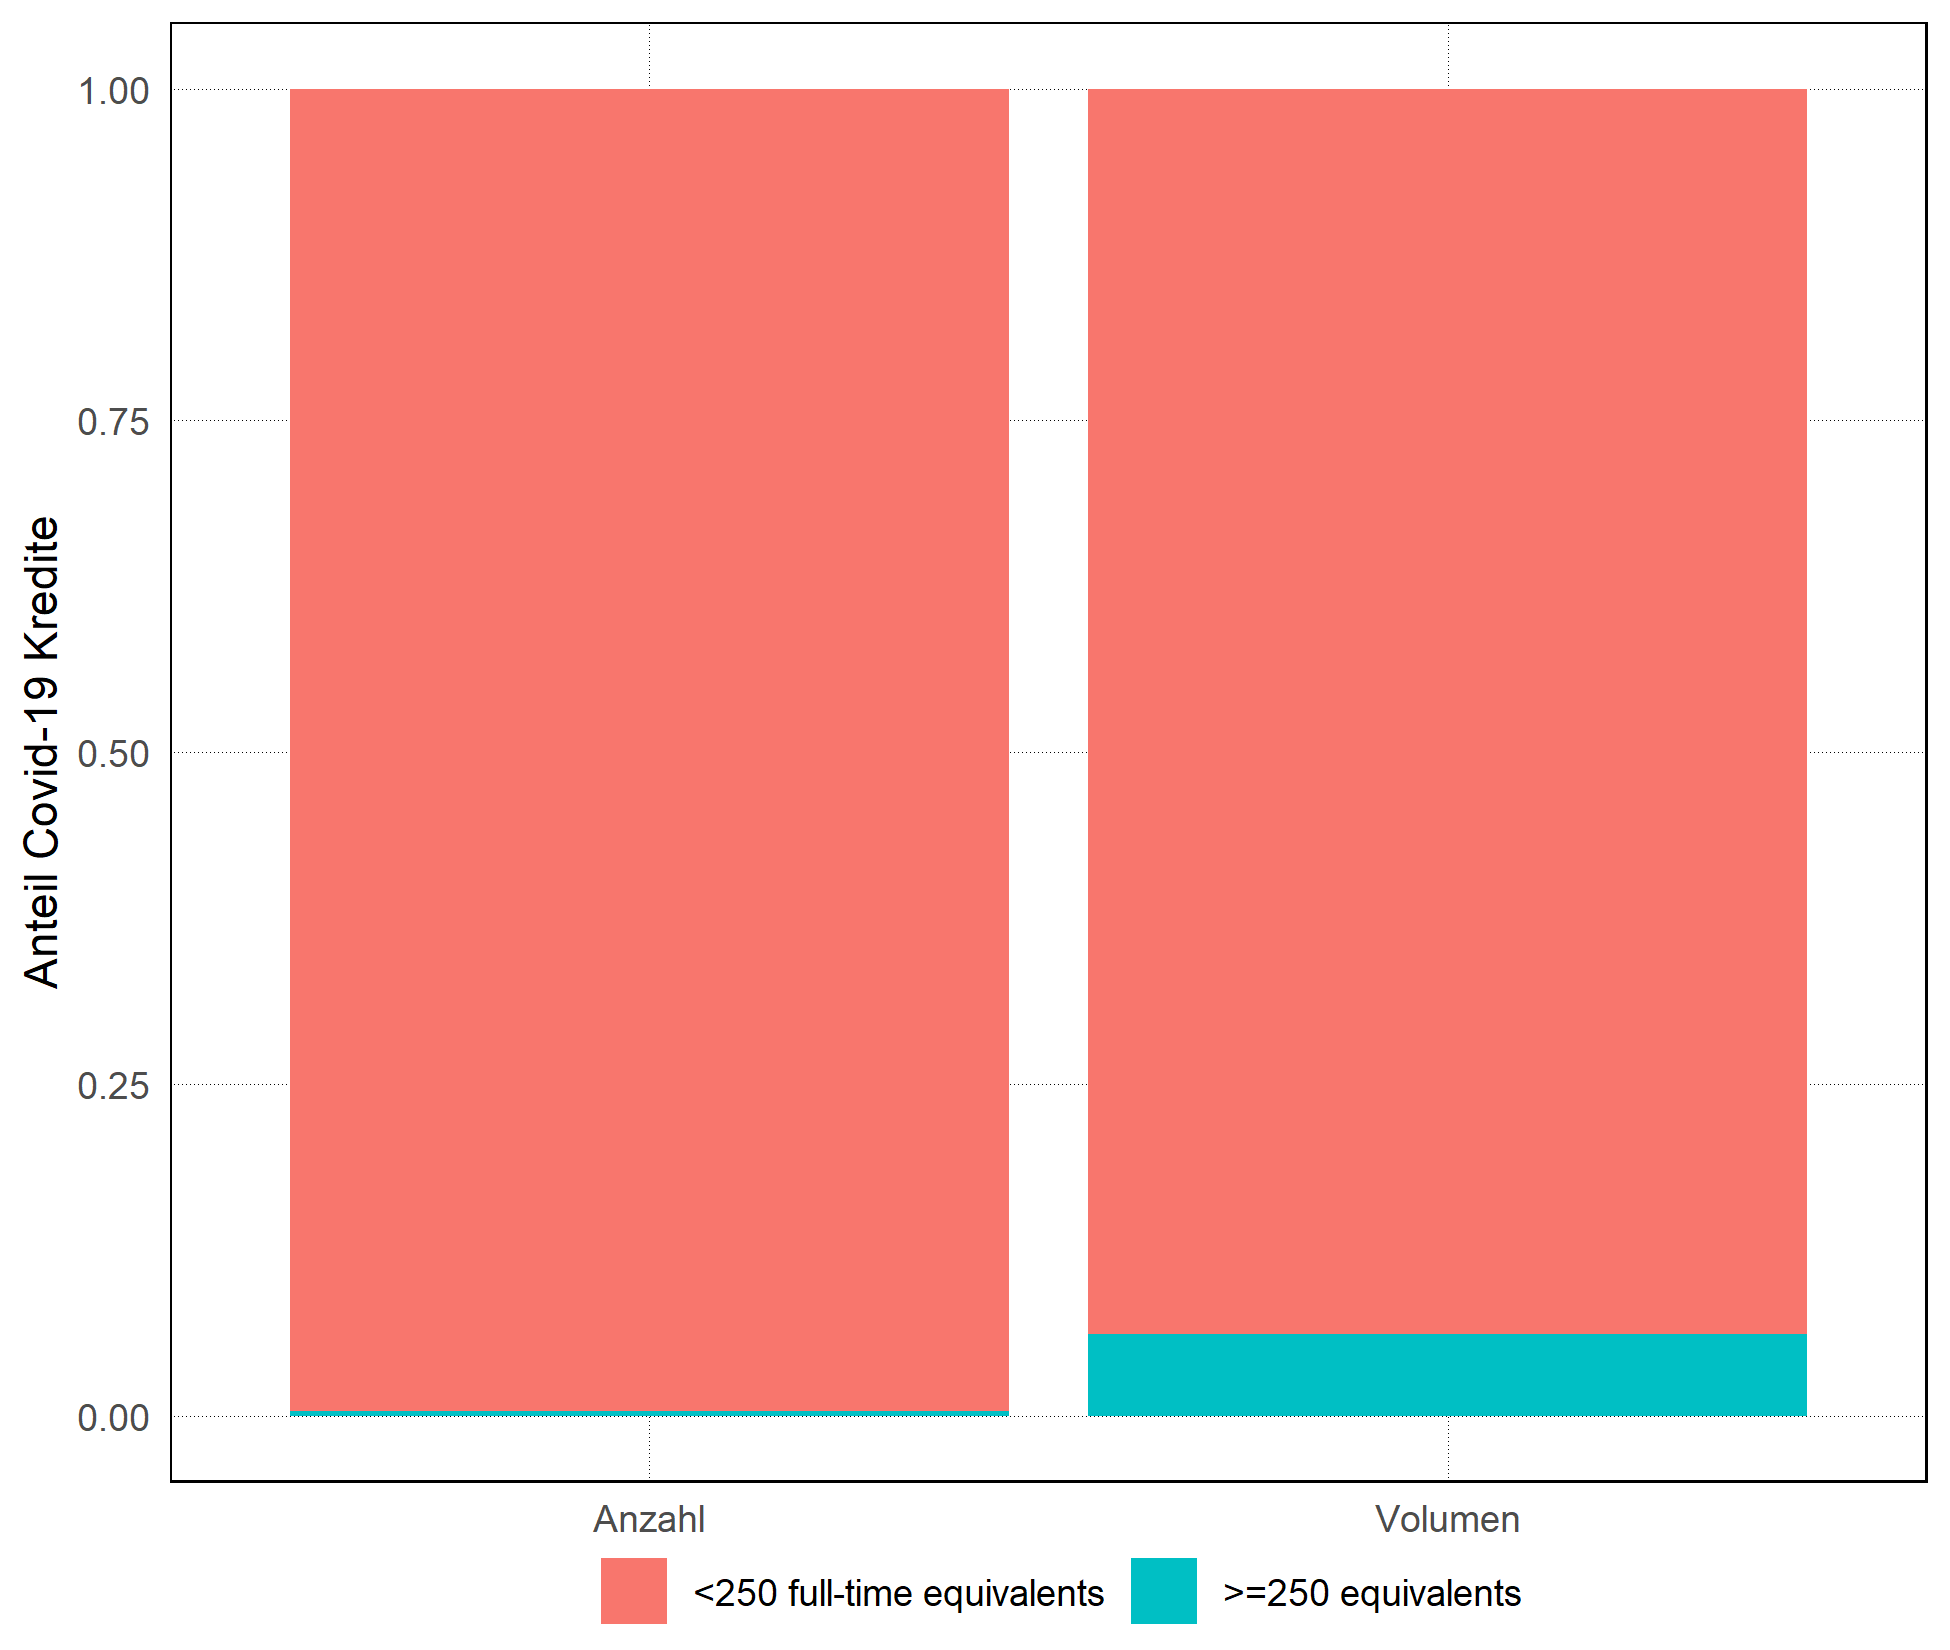 Anteil Covid-19 Kredite
1.00
0.75
0.50
0.25
0.00
Anzahl
Volumen
<250 full-time equivalents
>=250 equivalents